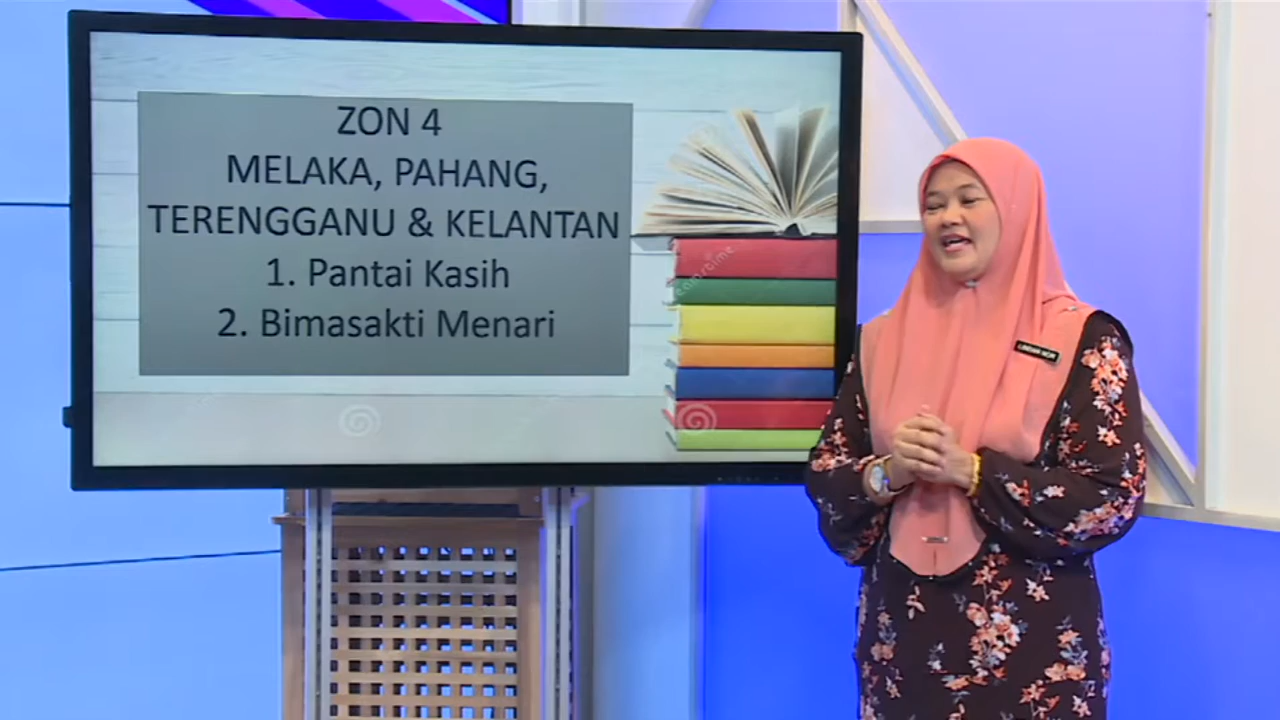 ZON 4
MELAKA, PAHANG,
TERENGGANU & KELANTAN
1. Pantai Kasih
2. Bimasakti Menari